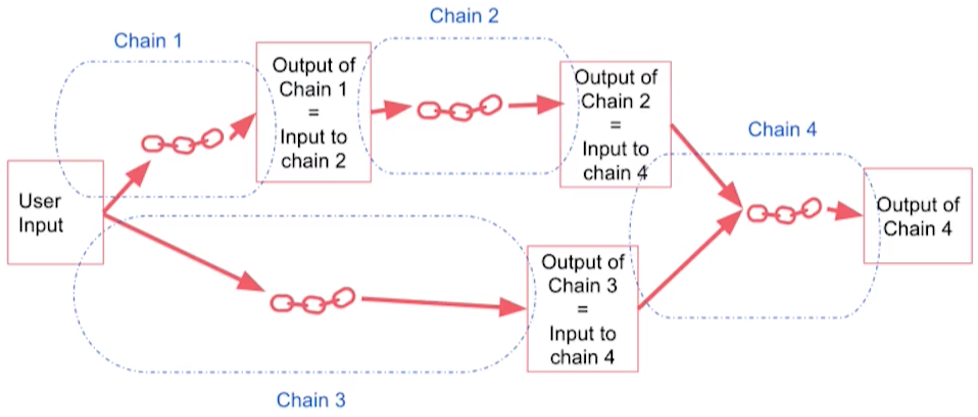 Chain 2
Chain 1
Output of
Chain 1
=
Input to
chain 2
Output of
Chain 2
=
Input to
chain 4
Chain 4
User
Input
Output of
Chain 4
Output of
Chain 3
=
Input to
chain 4
Chain 3